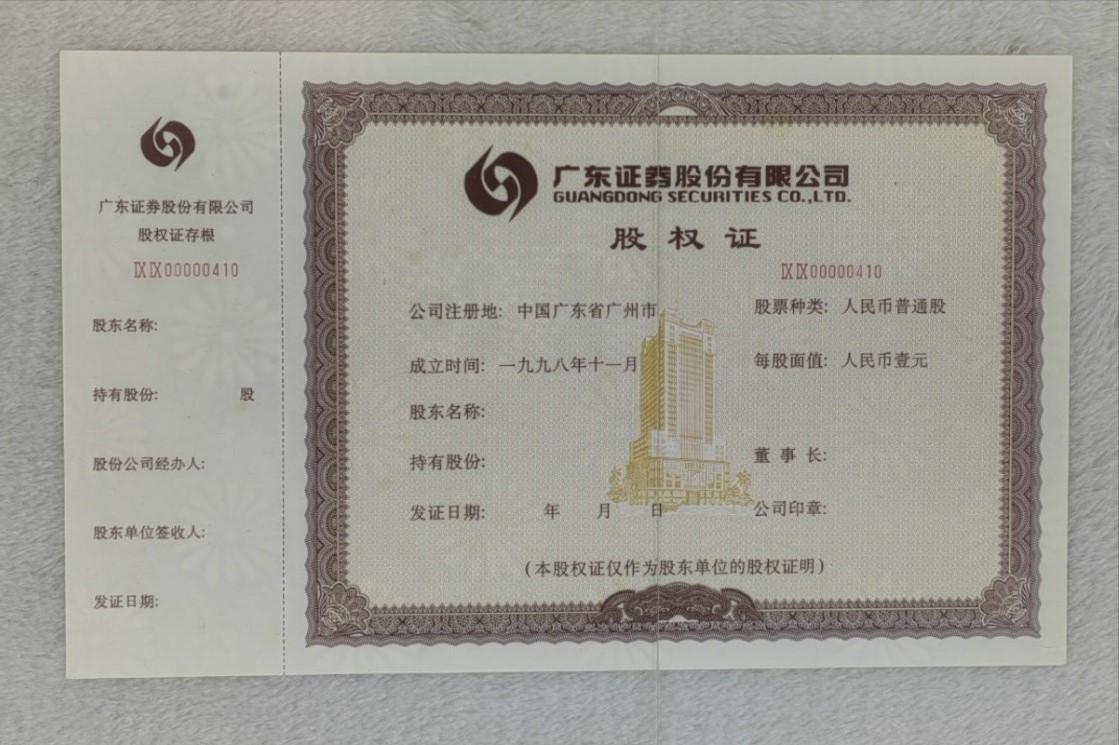 广东证券股份有限公司
股权证存根
ⅨⅨ00000410
股东名称:
持有股份: 股
股份公司经办人:
股东单位签收人:
发证日期:
广东证券股份有限公司
GUANGDONG SECURITIES CO.,LTD.
股权证
ⅨⅨ00000410
公司注册地: 中国广东省广州市 股票种类: 人民币普通股
成立时间: 一九九八年十一月 每股面值: 人民币壹元
股东名称:
持有股份: 董事长:
发证日期: 年 月 日 公司印章:
(本股权证仅作为股东单位的股权证明)